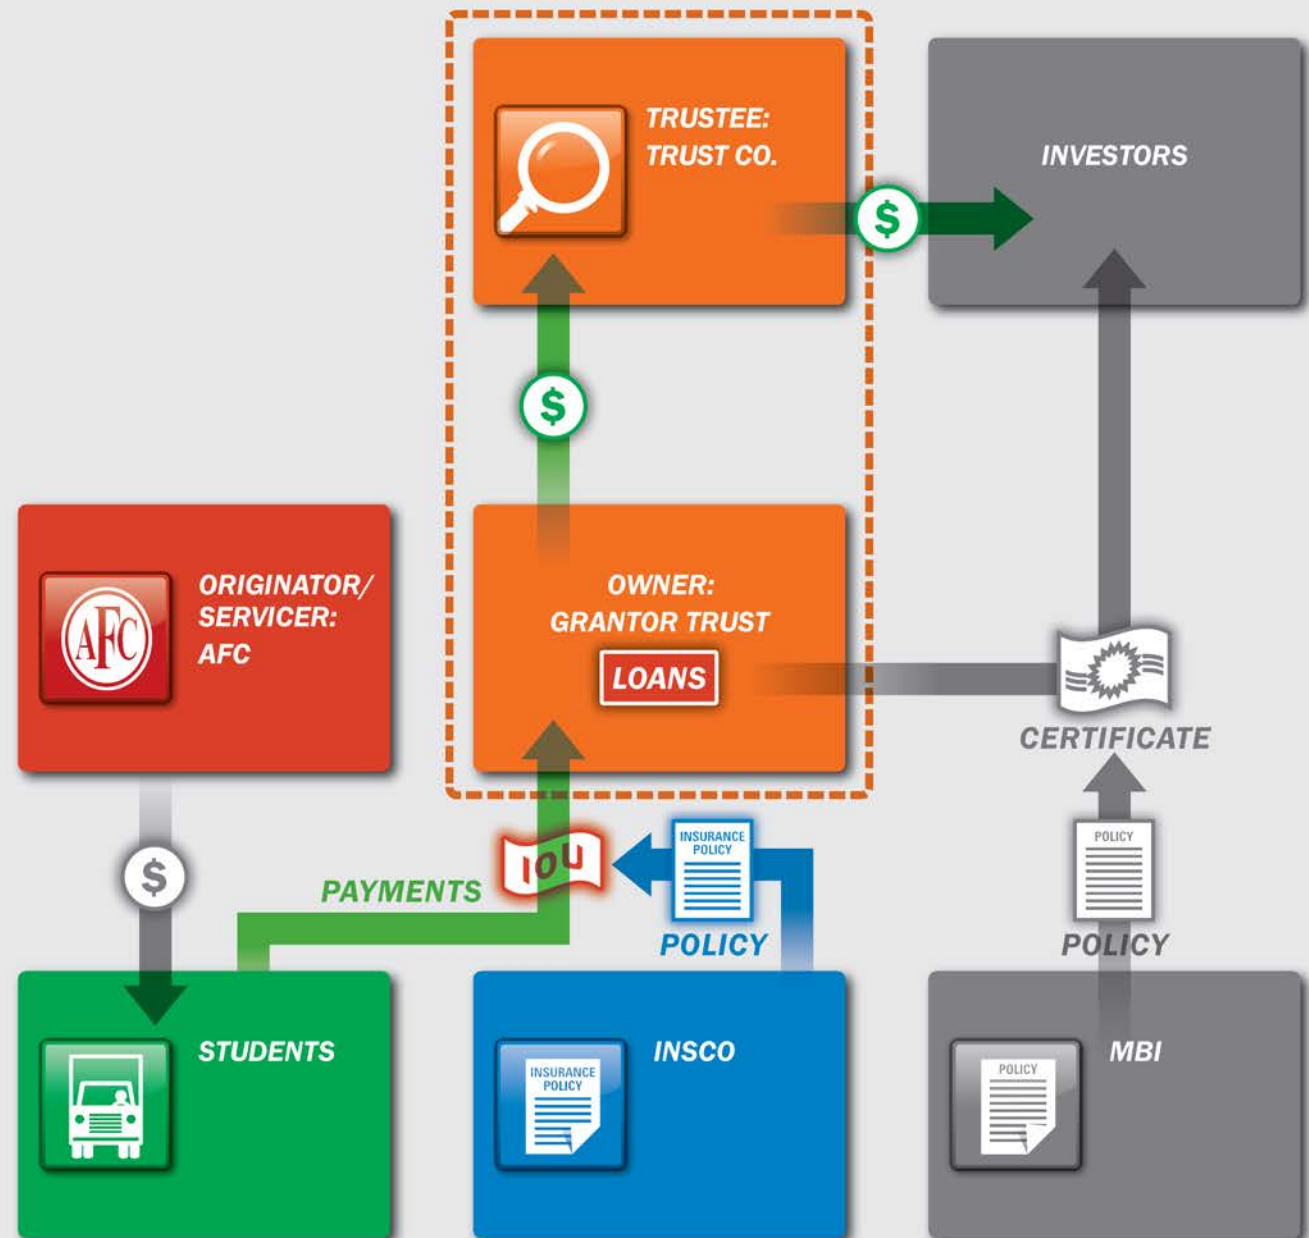 TRUSTEE:
TRUST CO.
INVESTORS
$
$
ORIGINATOR/
SERVICER:
AFC
AFC
OWNER:
GRANTOR TRUST
LOANS
CERTIFICATE
$
PAYMENTS
IOU
INSURANCE
POLICY
POLICY
POLICY
POLICY
STUDENTS
INSURANCE
POLICY
INSCO
POLICY
MBI